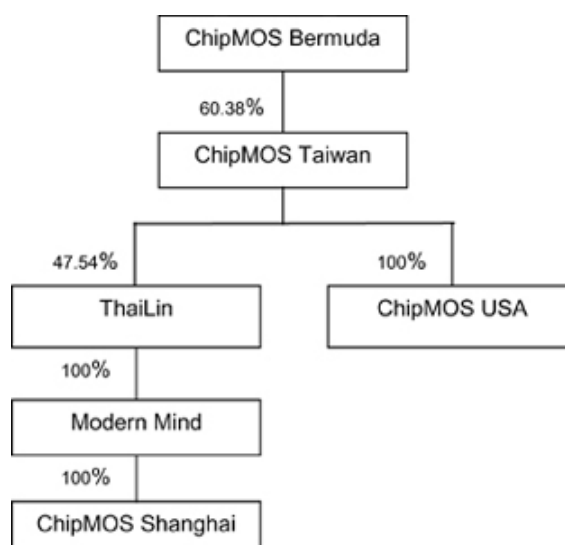 ChipMOS Bermuda
60.38%
ChipMOS Taiwan
47.54%
100%
ThaiLin
ChipMOS USA
100%
Modern Mind
100%
ChipMOS Shanghai